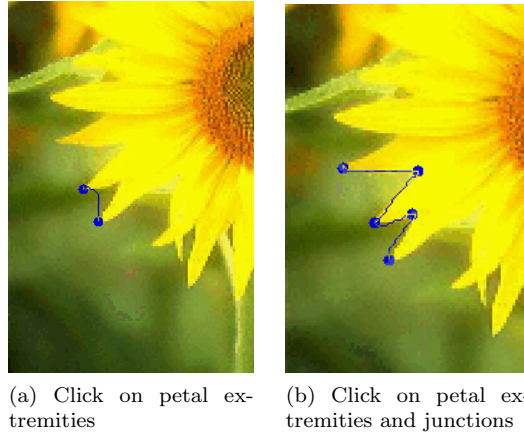 (a) Click on petal ex-
tremities
(b) Click on petal ex-
tremities and junctions